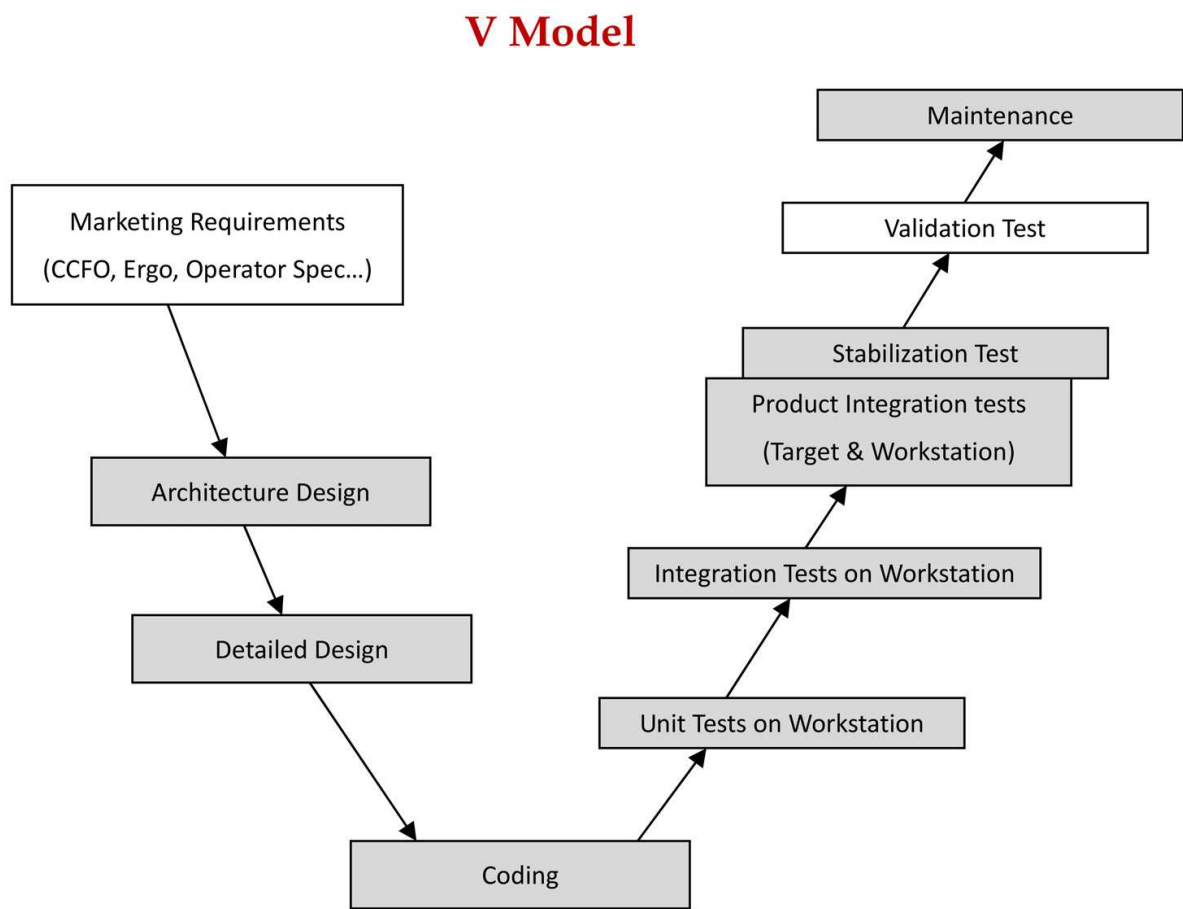 V Model
Maintenance
Marketing Requirements
(CCFO, Ergo, Operator Spec...)
Validation Test
Stabilization Test
Product Integration tests
(Target & Workstation)
Architecture Design
Integration Tests on Workstation
Detailed Design
Unit Tests on Workstation
Coding